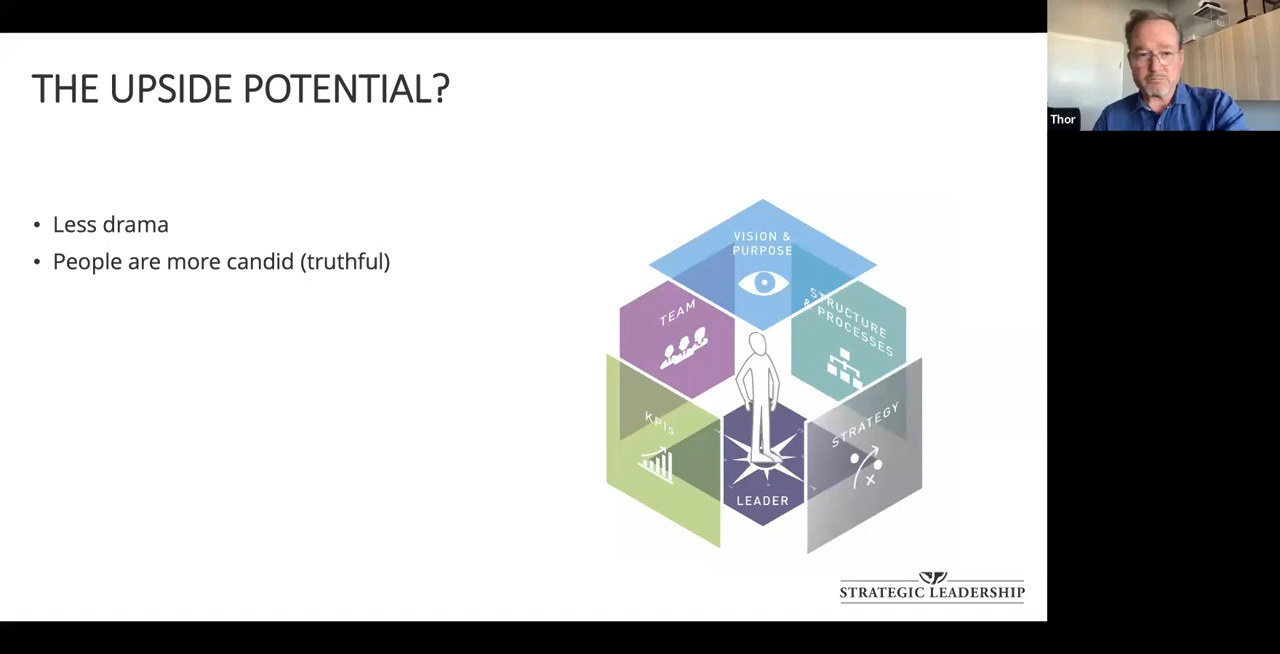 THE UPSIDE POTENTIAL?
Thor
• Less drama
• People are more candid (truthful)
VISION &
PURPOSE
TEAM
STRUCTURE
& PROCESSES
KPIs
STRATEGY
LEADER
STRATEGIC LEADERSHIP